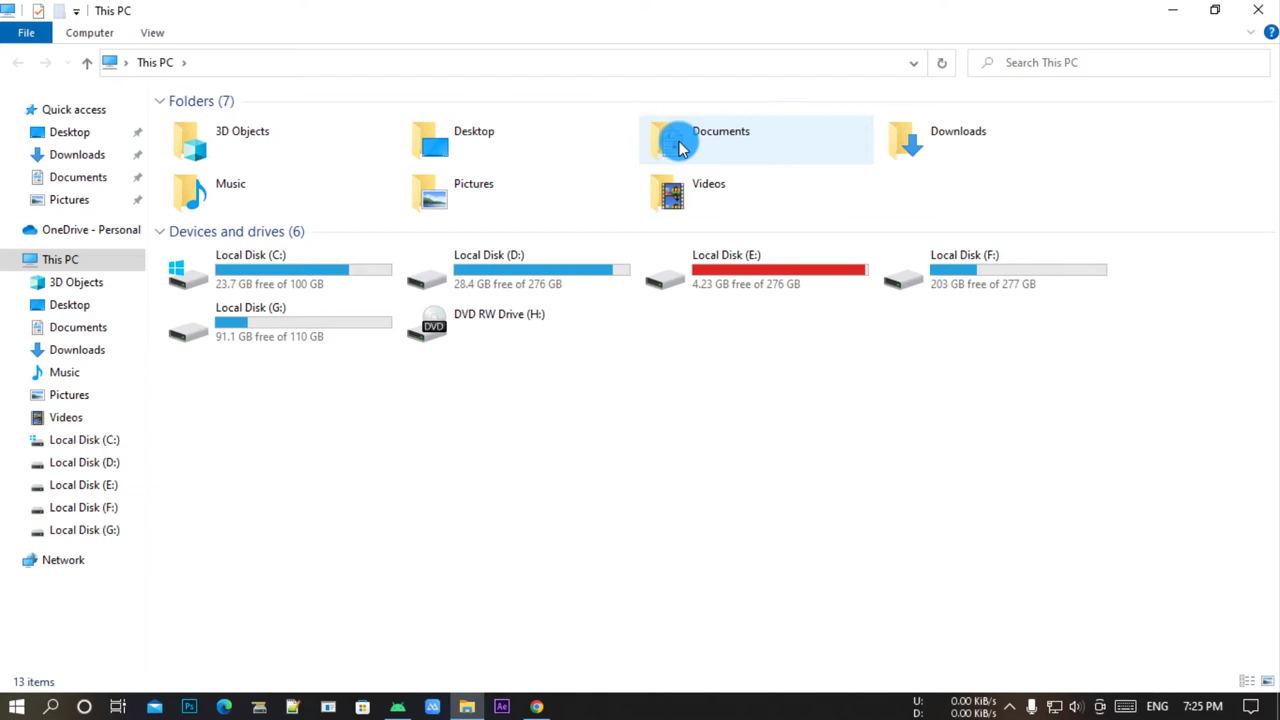 This PC
File
Computer
View
This PC
Search This PC
Quick access
Desktop
Downloads
Documents
Pictures
OneDrive - Personal
This PC
3D Objects
Desktop
Documents
Downloads
Music
Pictures
Videos
Local Disk (C:)
Local Disk (D:)
Local Disk (E:)
Local Disk (F:)
Local Disk (G:)
Network
Folders (7)
3D Objects
Desktop
Documents
Downloads
Music
Pictures
Videos
Devices and drives (6)
Local Disk (C:)
23.7 GB free of 100 GB
Local Disk (D:)
28.4 GB free of 276 GB
Local Disk (E:)
4.23 GB free of 276 GB
Local Disk (F:)
203 GB free of 277 GB
Local Disk (G:)
91.1 GB free of 110 GB
DVD RW Drive (H:)
DVD
13 items
Ps
Ae
U: 0.00 KiB/s
D: 0.00 KiB/s
ENG
7:25 PM